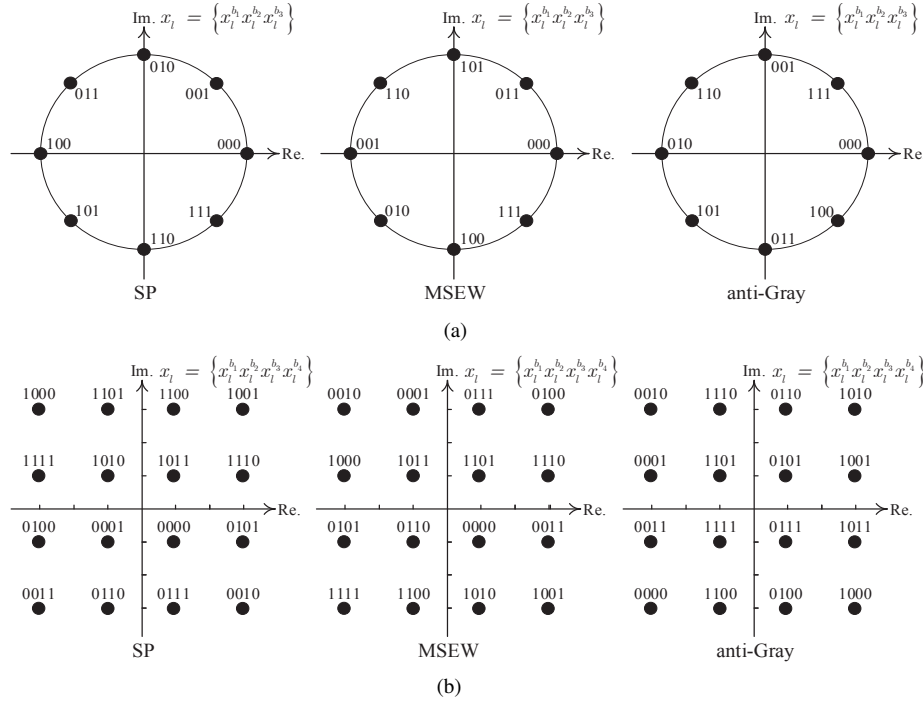 Im. x_l = {x_l^{b_1} x_l^{b_2} x_l^{b_3}} Im. x_l = {x_l^{b_1} x_l^{b_2} x_l^{b_3}} Im. x_l = {x_l^{b_1} x_l^{b_2} x_l^{b_3}}
010 101 001
011 001 110 011 110 111
100 000 Re. 001 000 Re. 010 000 Re
101 111 010 111 101 100
110 100 011
SP MSEW anti-Gray
(a)
Im. x_l = {x_l^{b_1} x_l^{b_2} x_l^{b_3} x_l^{b_4}} Im. x_l = {x_l^{b_1} x_l^{b_2} x_l^{b_3} x_l^{b_4}} Im. x_l = {x_l^{b_1} x_l^{b_2} x_l^{b_3} x_l^{b_4}}
1000 1101 1100 1001 0010 0001 0111 0100 0010 1110 0110 1010
1111 1010 1011 1110 1000 1011 1101 1110 0001 1101 0101 1001
Re. Re. Re.
0100 0001 0000 0101 0101 0110 0000 0011 0011 1111 0111 1011
0011 0110 0111 0010 1111 1100 1010 1001 0000 1100 0100 1000
SP MSEW anti-Gray
(b)